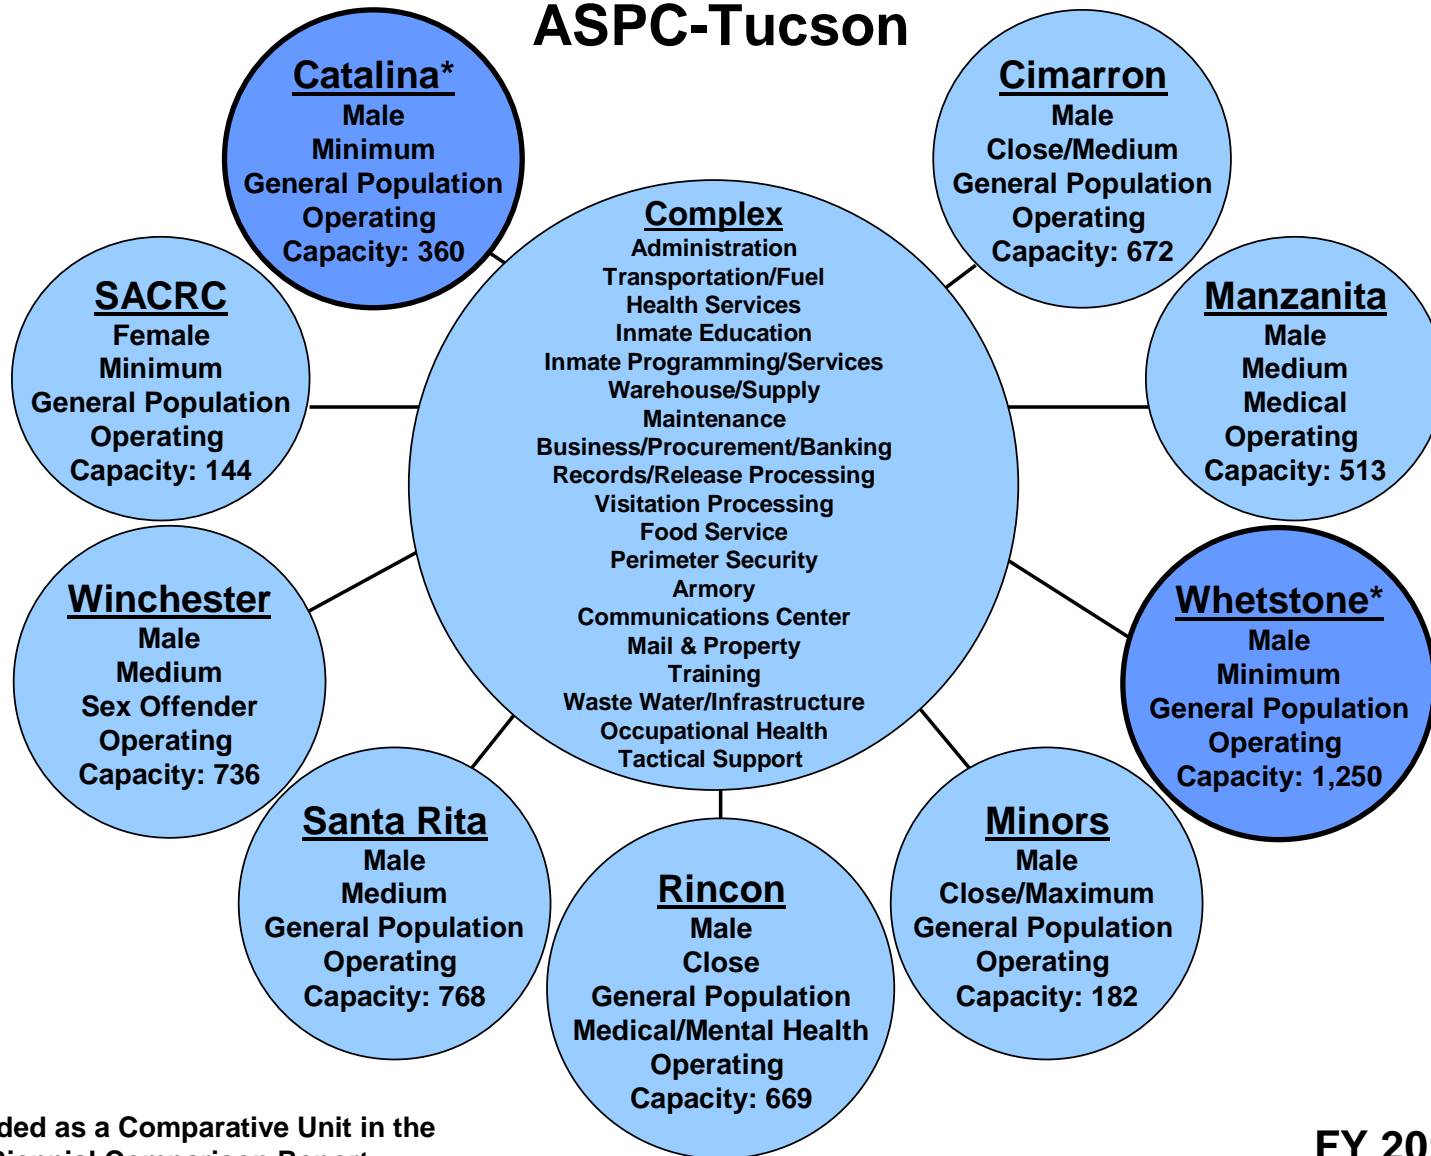 ASPC-Tucson
Catalina*
Male
Minimum
General Population
Operating
Capacity: 360
Cimarron
Male
Close/Medium
General Population
Operating
Capacity: 672
SACRC
Female
Minimum
General Population
Operating
Capacity: 144
Complex
Administration
Transportation/Fuel
Health Services
Inmate Education
Inmate Programming/Services
Warehouse/Supply
Maintenance
Business/Procurement/Banking
Records/Release Processing
Visitation Processing
Food Service
Perimeter Security
Armory
Communications Center
Mail & Property
Training
Waste Water/Infrastructure
Occupational Health
Tactical Support
Manzanita
Male
Medium
Medical
Operating
Capacity: 513
Winchester
Male
Medium
Sex Offender
Operating
Capacity: 736
Whetstone*
Male
Minimum
General Population
Operating
Capacity: 1,250
Santa Rita
Male
Medium
General Population
Operating
Capacity: 768
Rincon
Male
Close
General Population
Medical/Mental Health
Operating
Capacity: 669
Minors
Male
Close/Maximum
General Population
Operating
Capacity: 182
as a Comparative Unit in the
Biennial Comparison Report
FY